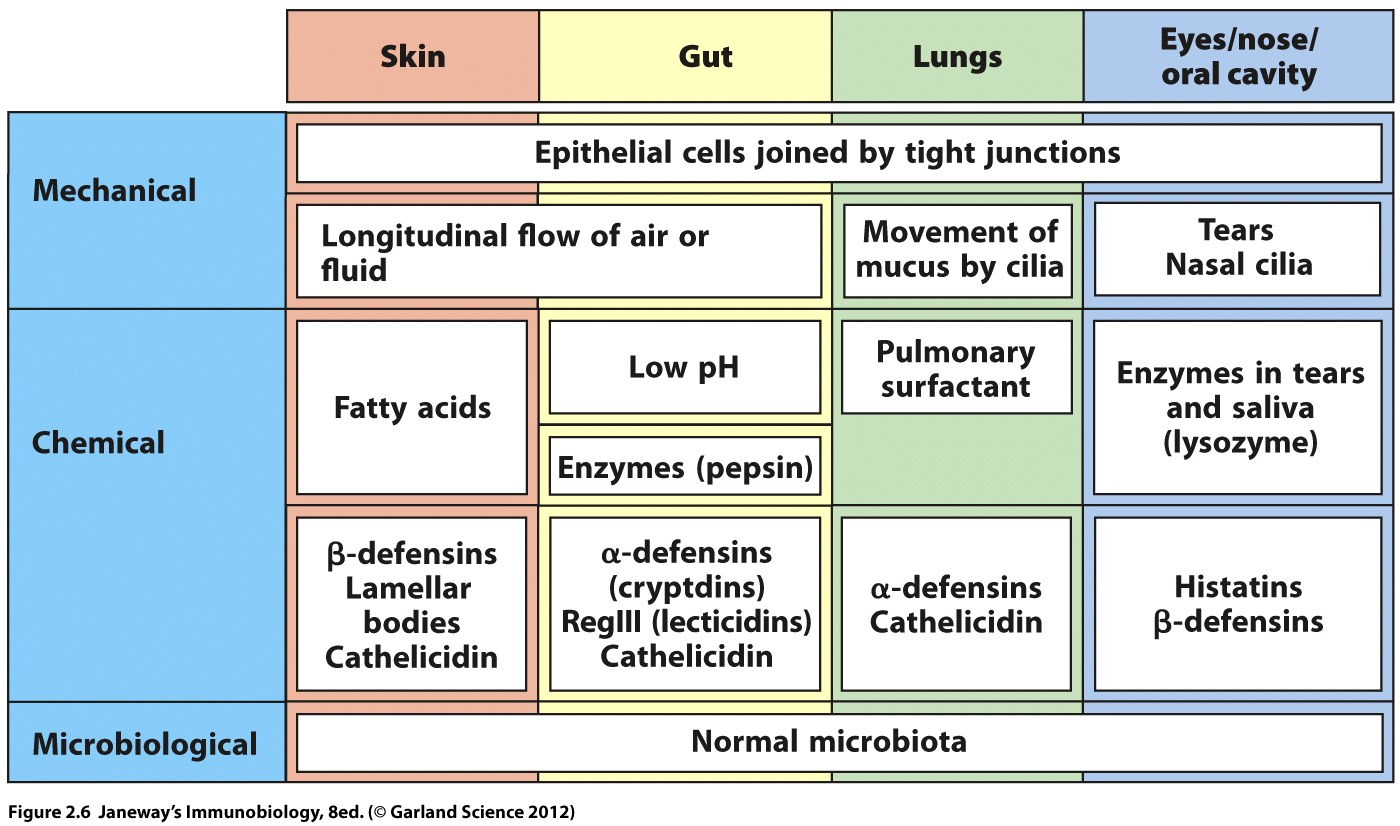 Skin
Gut
Lungs
Eyes/nose/
oral cavity
Mechanical
Epithelial cells joined by tight junctions
Longitudinal flow of air or
fluid
Movement of
mucus by cilia
Tears
Nasal cilia
Chemical
Fatty acids
Low pH
Enzymes (pepsin)
Pulmonary
surfactant
Enzymes in tears
and saliva
(lysozyme)
β-defensins
Lamellar
bodies
Cathelicidin
α-defensins
(cryptdins)
RegIII (lecticidins)
Cathelicidin
α-defensins
Cathelicidin
Histatins
β-defensins
Microbiological
Normal microbiota
Figure 2.6 Janeway’s Immunobiology, 8ed. (© Garland Science 2012)